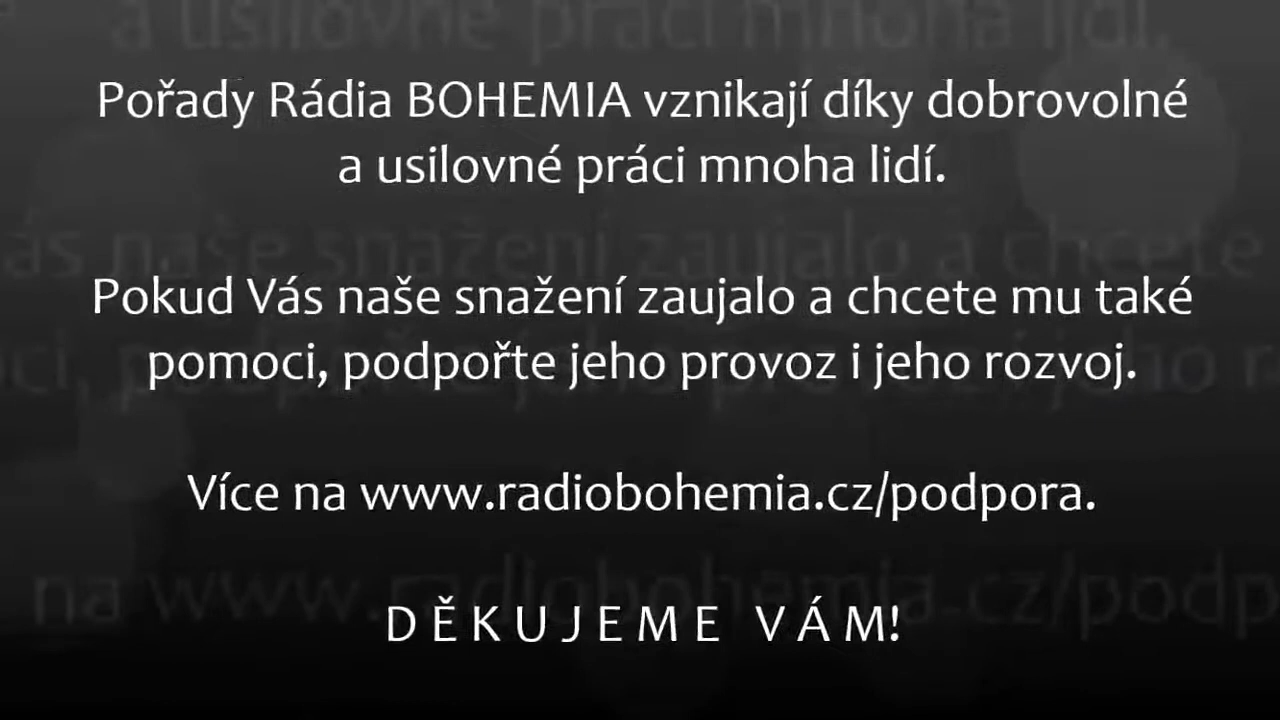 Pořady Rádia BOHEMIA vznikají díky dobrovolné
a usilovné práci mnoha lidí.
Pokud Vás naše snažení zaujalo a chcete mu také
pomoci, podpořte jeho provoz i jeho rozvoj.
Více na www.radiobohemia.cz/podpora.
D Ě K U J E M E V Á M!